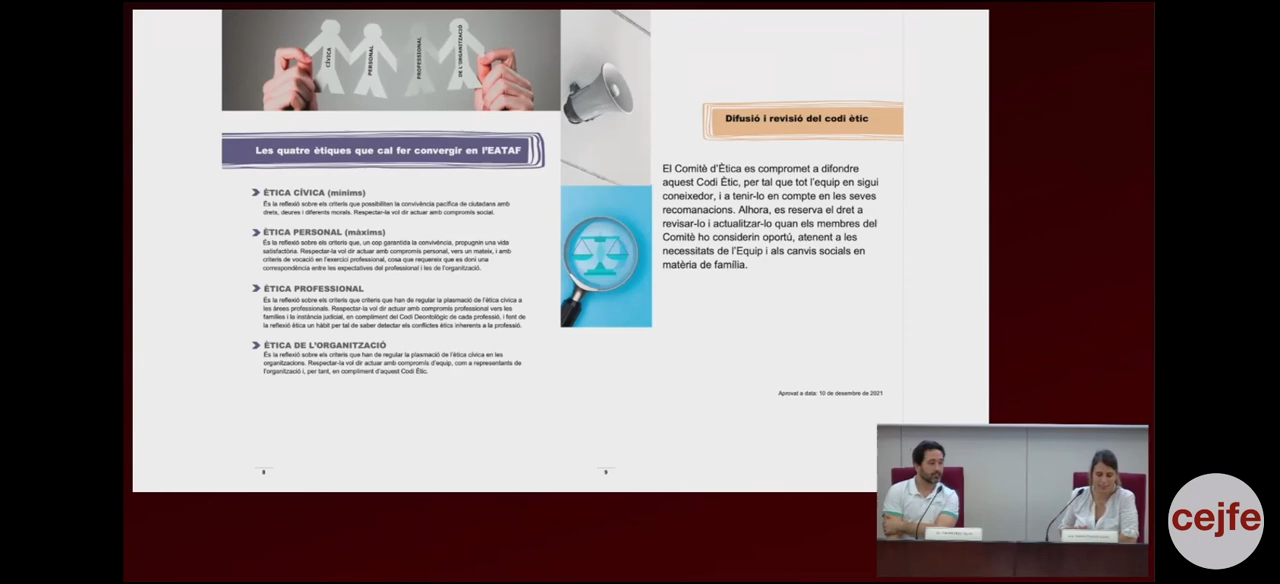 CÍVICA
PERSONAL
PROFESSIONAL
DE L'ORGANITZACIÓ
Les quatre ètiques que cal fer convergir en l'EATAF
ÈTICA CÍVICA (mínims)
És la reflexió sobre els criteris que possibiliten la convivència pacífica de ciutadans amb
drets, deures i diferents morals. Respectar-la vol dir actuar amb compromís social.
ÈTICA PERSONAL (màxims)
És la reflexió sobre els criteris que, un cop garantida la convivència, propugnin una vida
satisfactòria. Respectar-la vol dir actuar amb compromís personal, vers un mateix, i amb
criteris de vocació en l'exercici professional, cosa que requereix que es doni una
correspondència entre les expectatives del professional i les de l'organització.
ÈTICA PROFESSIONAL
És la reflexió sobre els criteris que criteris que han de regular la plasmació de l'ètica cívica a
les àrees professionals. Respectar-la vol dir actuar amb compromís professional vers les
famílies i la instància judicial, en compliment del Codi Deontològic de cada professió, i fent de
la reflexió ètica un hàbit per tal de saber detectar els conflictes ètics inherents a la professió.
ÈTICA DE L'ORGANITZACIÓ
És la reflexió sobre els criteris que han de regular la plasmació de l'ètica cívica en les
organitzacions. Respectar-la vol dir actuar amb compromís d'equip, com a representants de
l'organització i, per tant, en compliment d'aquest Codi Ètic.
8
Difusió i revisió del codi ètic
El Comitè d'Ètica es compromet a difondre
aquest Codi Ètic, per tal que tot l'equip en sigui
coneixedor, i a tenir-lo en compte en les seves
recomanacions. Alhora, es reserva el dret a
revisar-lo i actualitzar-lo quan els membres del
Comitè ho considerin oportú, atenent a les
necessitats de l'Equip i als canvis socials en
matèria de família.
Aprovat a data: 10 de desembre de 2021
9
cejfe